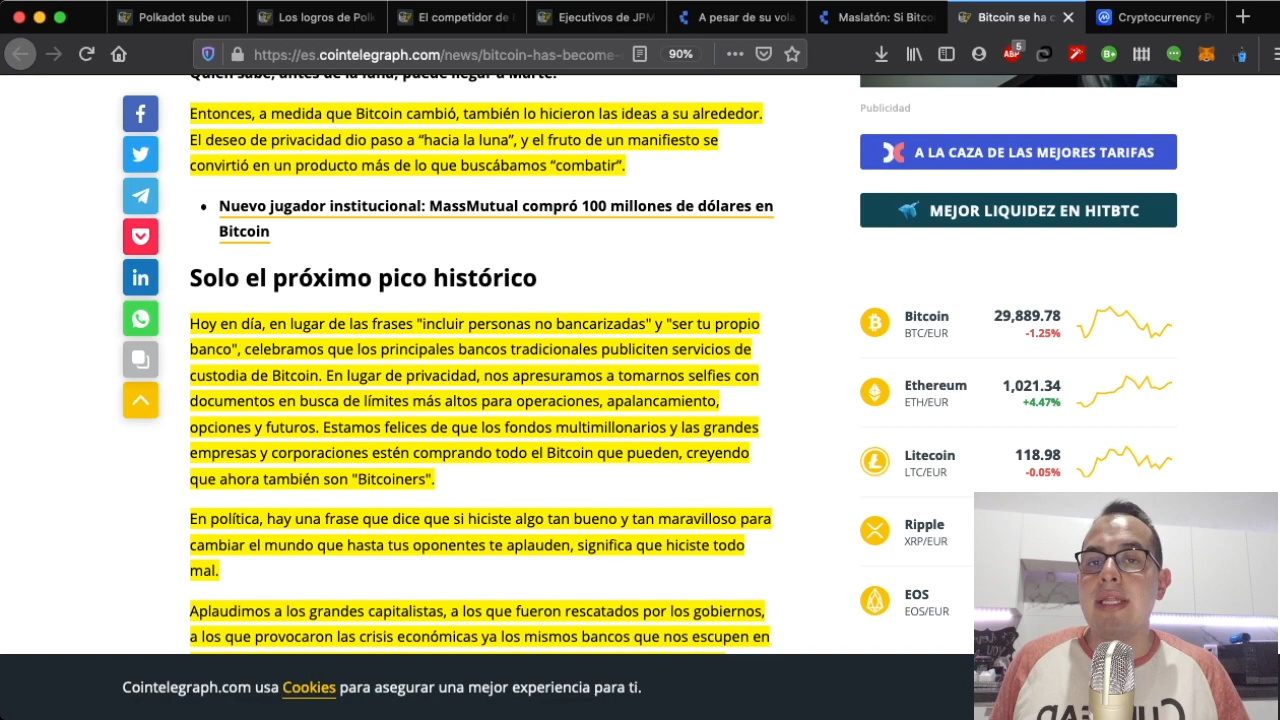 Polkadot sube un
Los logros de Polk
El competidor de
Ejecutivos de JPM
A pesar de su vola
Maslatón: Si Bitco
Bitcoin se ha c
Cryptocurrency P
https://es.cointelegraph.com/news/bitcoin-has-become-
90%
ABP
5
Quién sabe, antes de la luna, puede llegar a Marte.
Entonces, a medida que Bitcoin cambió, también lo hicieron las ideas a su alrededor.
El deseo de privacidad dio paso a “hacia la luna”, y el fruto de un manifiesto se
convirtió en un producto más de lo que buscábamos “combatir”.
Nuevo jugador institucional: MassMutual compró 100 millones de dólares en
Bitcoin
Solo el próximo pico histórico
Hoy en día, en lugar de las frases "incluir personas no bancarizadas" y "ser tu propio
banco", celebramos que los principales bancos tradicionales publiciten servicios de
custodia de Bitcoin. En lugar de privacidad, nos apresuramos a tomarnos selfies con
documentos en busca de límites más altos para operaciones, apalancamiento,
opciones y futuros. Estamos felices de que los fondos multimillonarios y las grandes
empresas y corporaciones estén comprando todo el Bitcoin que pueden, creyendo
que ahora también son "Bitcoiners".
En política, hay una frase que dice que si hiciste algo tan bueno y tan maravilloso para
cambiar el mundo que hasta tus oponentes te aplauden, significa que hiciste todo
mal.
Aplaudimos a los grandes capitalistas, a los que fueron rescatados por los gobiernos,
a los que provocaron las crisis económicas ya los mismos bancos que nos escupen en
Publicidad
A LA CAZA DE LAS MEJORES TARIFAS
MEJOR LIQUIDEZ EN HITBTC
Bitcoin 29,889.78
BTC/EUR -1.25%
Ethereum 1,021.34
ETH/EUR +4.47%
Litecoin 118.98
LTC/EUR -0.05%
Ripple
XRP/EUR
EOS
EOS/EUR
Cointelegraph.com usa Cookies para asegurar una mejor experiencia para ti.